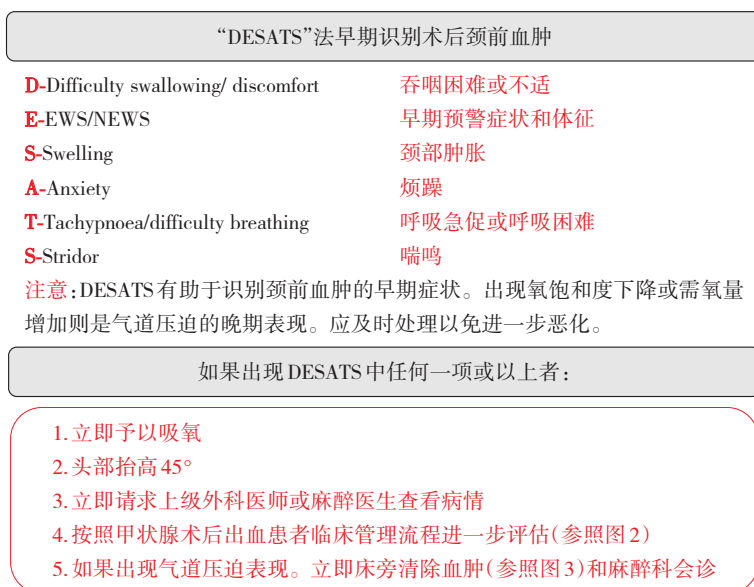 “DESATS”法早期识别术后颈前血肿
D-Difficulty swallowing/ discomfort 吞咽困难或不适
E-EWS/NEWS 早期预警症状和体征
S-Swelling 颈部肿胀
A-Anxiety 烦躁
T-Tachypnoea/difficulty breathing 呼吸急促或呼吸困难
S-Stridor 喘鸣
注意:DESATS有助于识别颈前血肿的早期症状。出现氧饱和度下降或需氧量
增加则是气道压迫的晚期表现。应及时处理以免进一步恶化。
如果出现DESATS中任何一项或以上者:
1.立即予以吸氧
2.头部抬高45°
3.立即请求上级外科医师或麻醉医生查看病情
4.按照甲状腺术后出血患者临床管理流程进一步评估(参照图2)
5.如果出现气道压迫表现。立即床旁清除血肿(参照图3)和麻醉科会诊